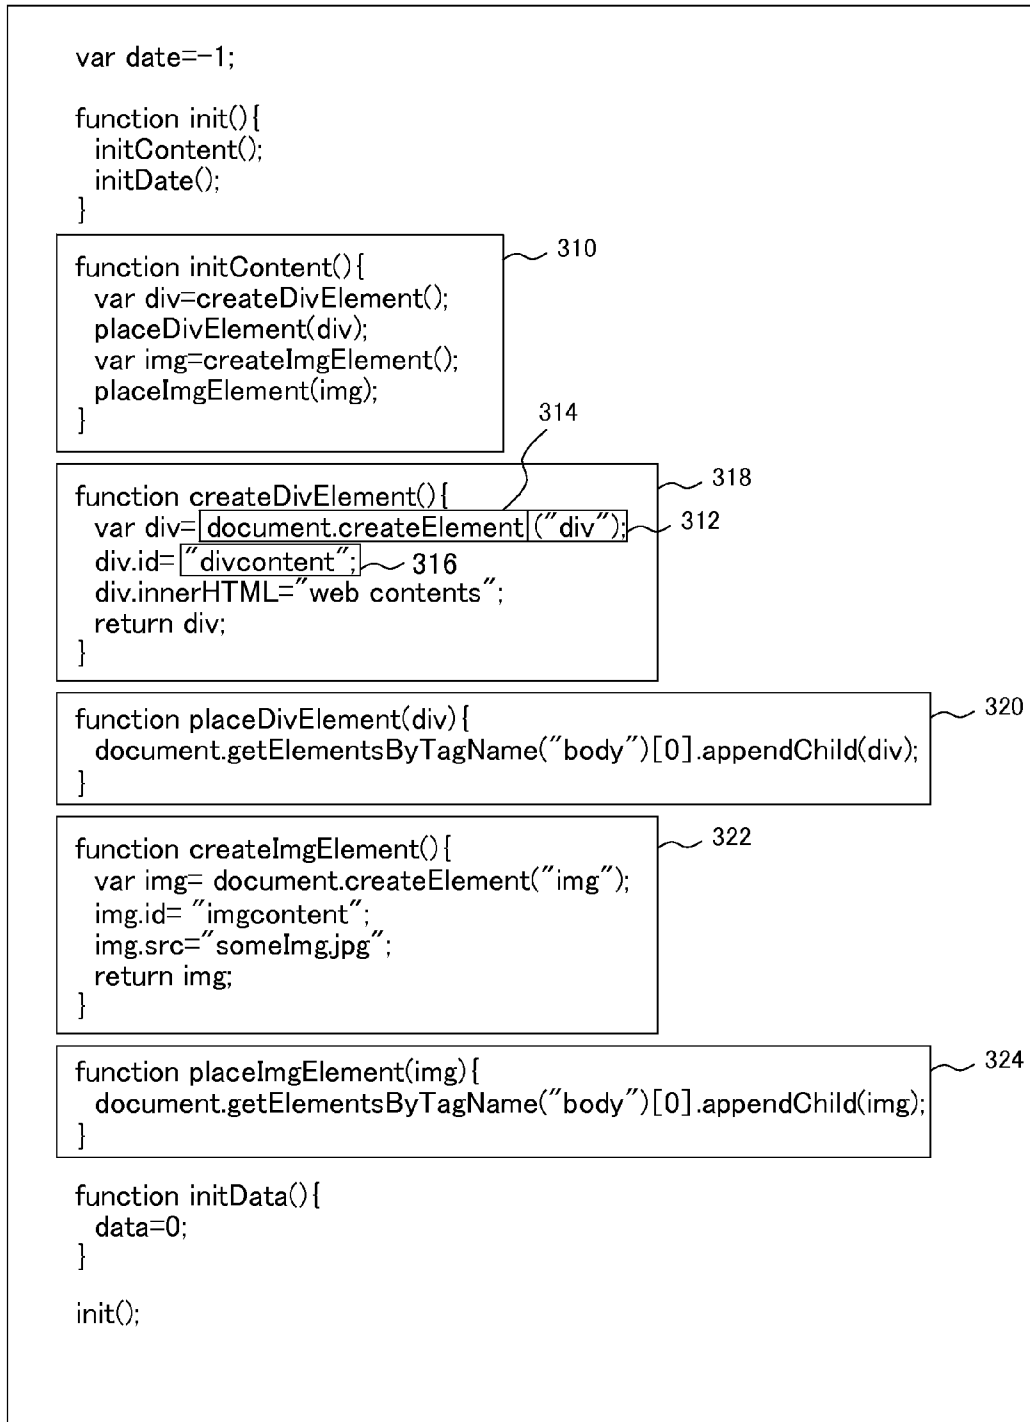 var date=-1;
function init(){
initContent();
initDate();
}
310
function initContent(){
var div=createDivElement();
placeDivElement(div);
var img=createImgElement();
placeImgElement(img);
}
314
318
function createDivElement(){
var div= document.createElement ("div"); 312
div.id= "divcontent"; 316
div.innerHTML="web contents";
return div;
}
320
function placeDivElement(div){
document.getElementsByTagName("body")[0].appendChild(div);
}
322
function createImgElement(){
var img= document.createElement("img");
img.id= "imgcontent";
img.src="someImg.jpg";
return img;
}
324
function placeImgElement(img){
document.getElementsByTagName("body")[0].appendChild(img);
}
function initData(){
data=0;
}
init();